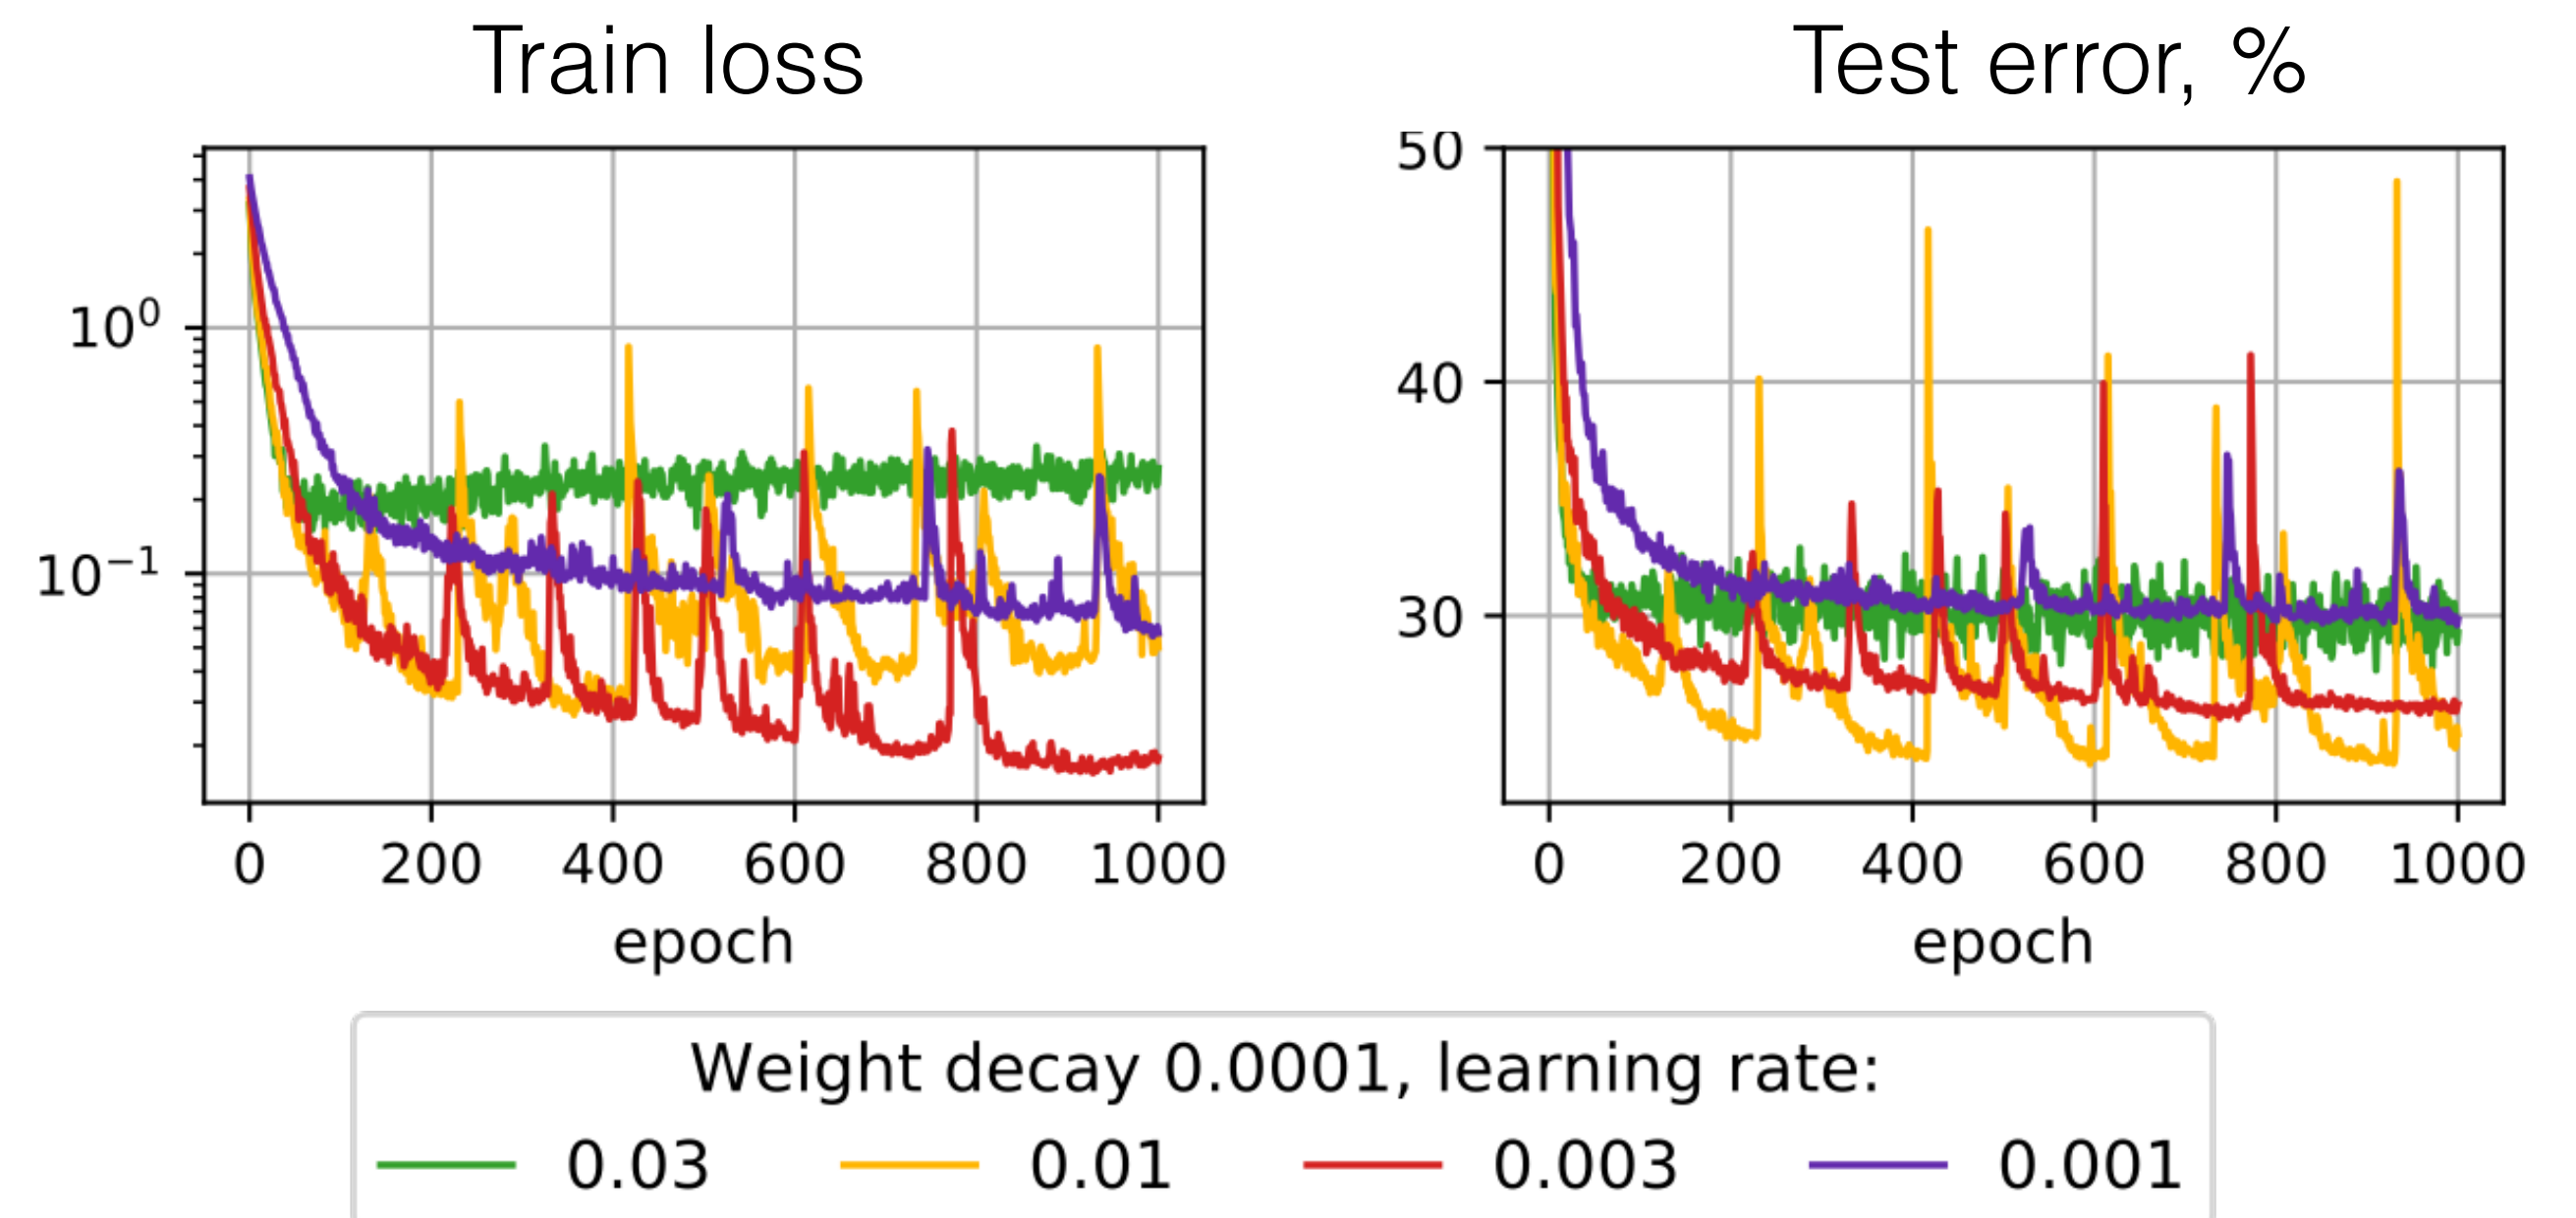 Train loss
Test error, %
10⁰
10⁻¹
0 200 400 600 800 1000
epoch
50
40
30
0 200 400 600 800 1000
epoch
Weight decay 0.0001, learning rate:
0.03 0.01 0.003 0.001